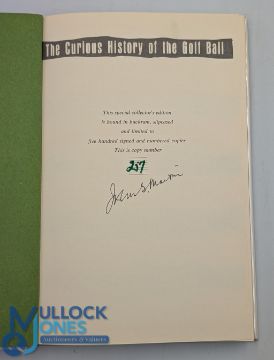 The Curious History of the Golf Ball
This special collector's edition
is bound in buckram, slipcased
and limited to
five hundred signed and numbered copies
This is copy number
257
MULLOCK
JONES
Auctioneers & Valuers